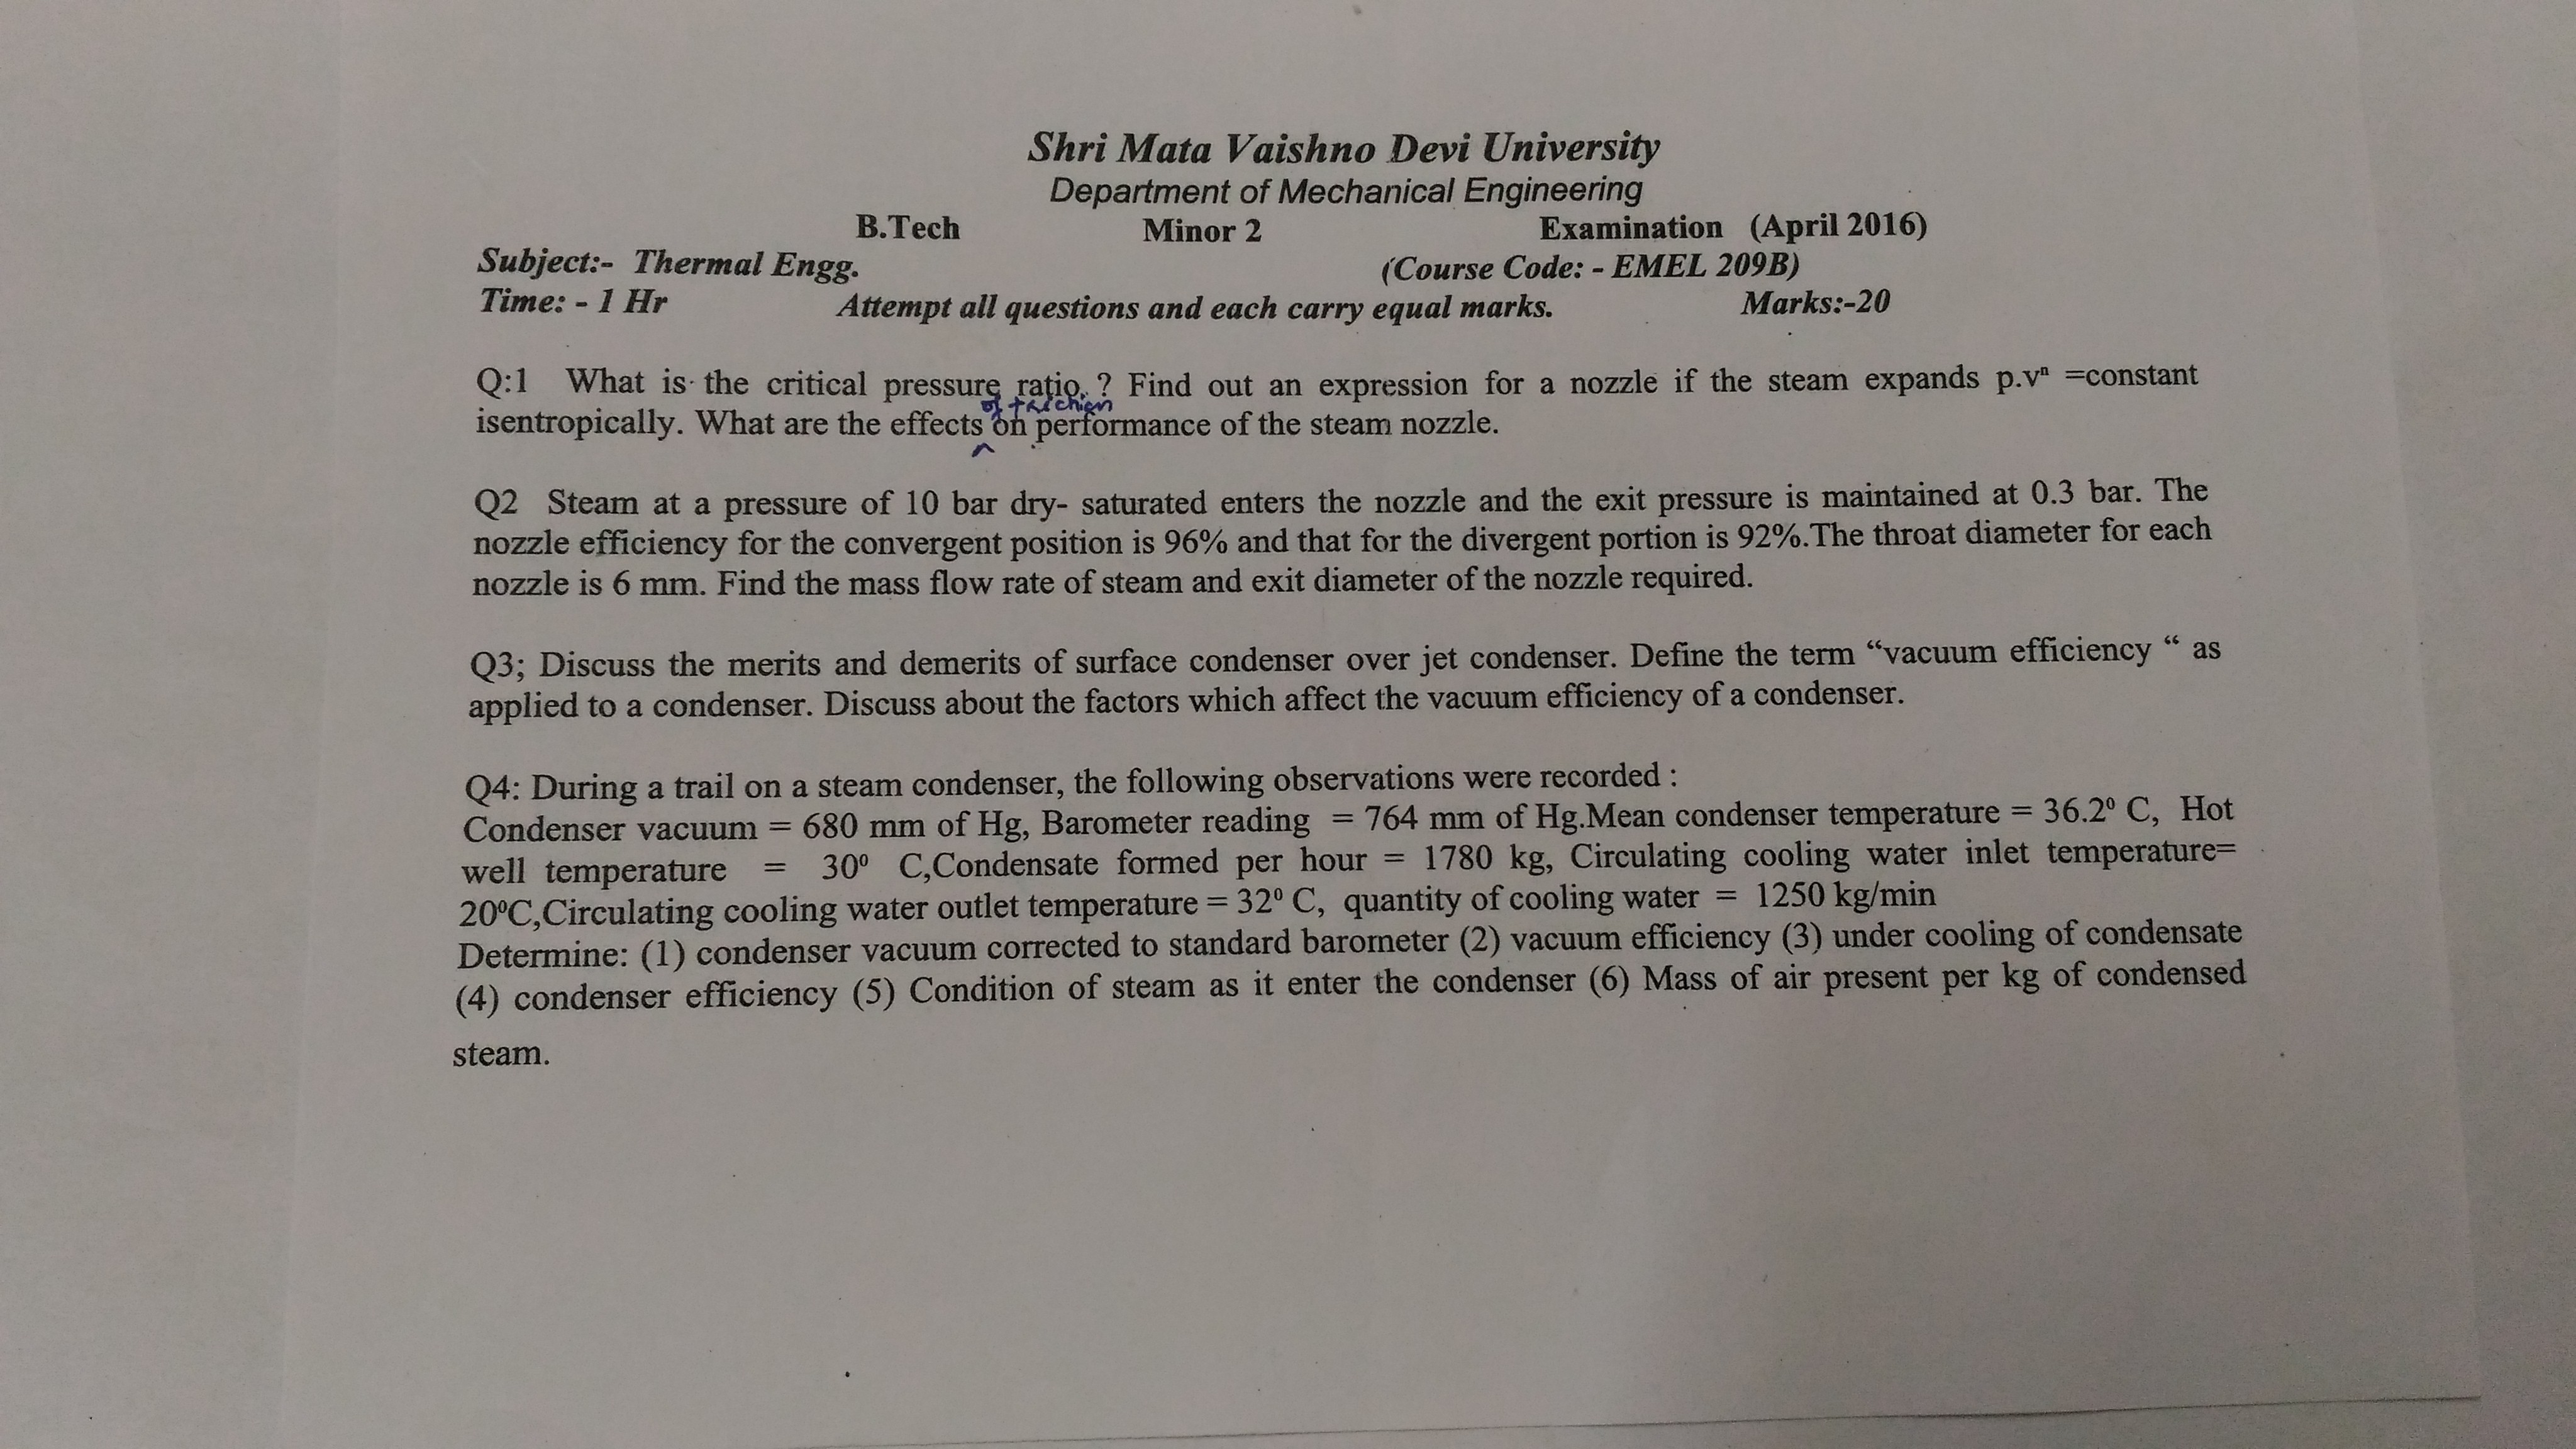 Shri Mata Vaishno Devi University
Department of Mechanical Engineering
B.Tech Minor 2 Examination (April 2016)
Subject:- Thermal Engg. (Course Code: - EMEL 209B)
Time: - 1 Hr Attempt all questions and each carry equal marks. Marks:-20
Q:1 What is the critical pressure ratio. ? Find out an expression for a nozzle if the steam expands p.vⁿ =constant
of friction
isentropically. What are the effects ^ on performance of the steam nozzle.
Q2 Steam at a pressure of 10 bar dry- saturated enters the nozzle and the exit pressure is maintained at 0.3 bar. The
nozzle efficiency for the convergent position is 96% and that for the divergent portion is 92%.The throat diameter for each
nozzle is 6 mm. Find the mass flow rate of steam and exit diameter of the nozzle required.
Q3; Discuss the merits and demerits of surface condenser over jet condenser. Define the term “vacuum efficiency “ as
applied to a condenser. Discuss about the factors which affect the vacuum efficiency of a condenser.
Q4: During a trail on a steam condenser, the following observations were recorded :
Condenser vacuum = 680 mm of Hg, Barometer reading = 764 mm of Hg.Mean condenser temperature = 36.2⁰ C, Hot
well temperature = 30⁰ C,Condensate formed per hour = 1780 kg, Circulating cooling water inlet temperature=
20⁰C,Circulating cooling water outlet temperature = 32⁰ C, quantity of cooling water = 1250 kg/min
Determine: (1) condenser vacuum corrected to standard barometer (2) vacuum efficiency (3) under cooling of condensate
(4) condenser efficiency (5) Condition of steam as it enter the condenser (6) Mass of air present per kg of condensed
steam.